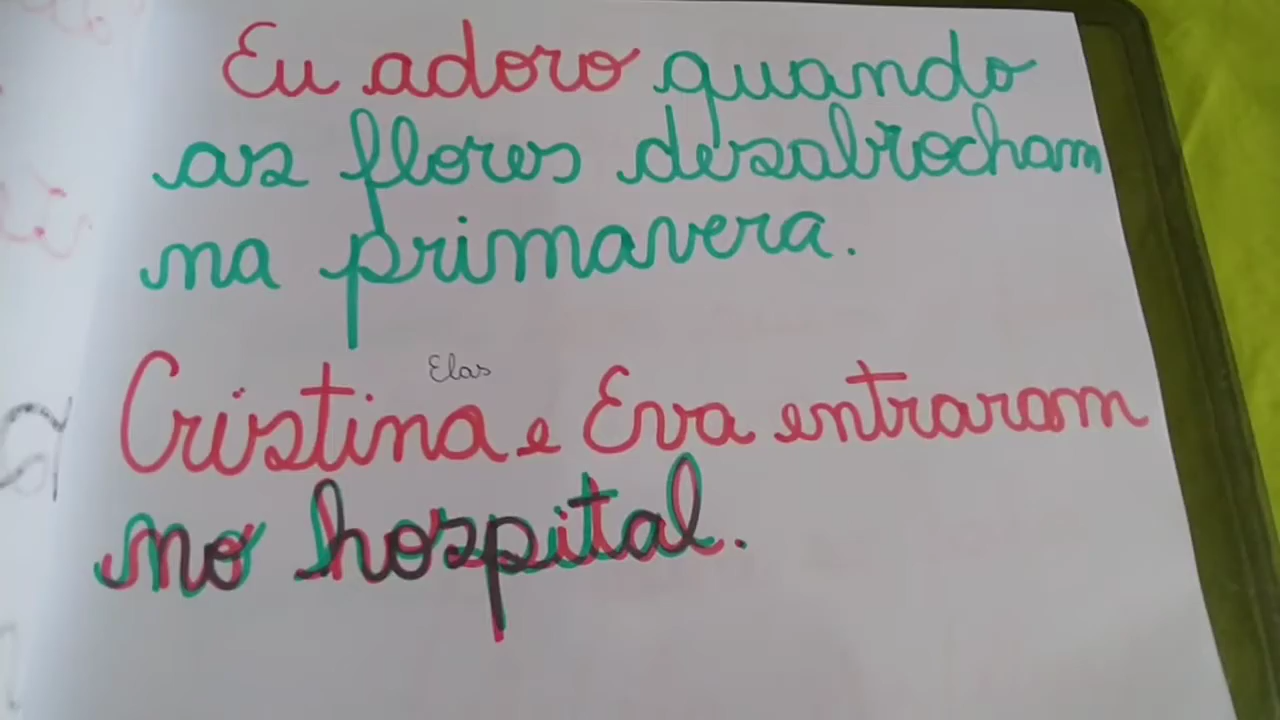 Eu adoro quando
as flores desabrocham
na primavera.
Elas
Cristina e Eva entraram
no hospital.